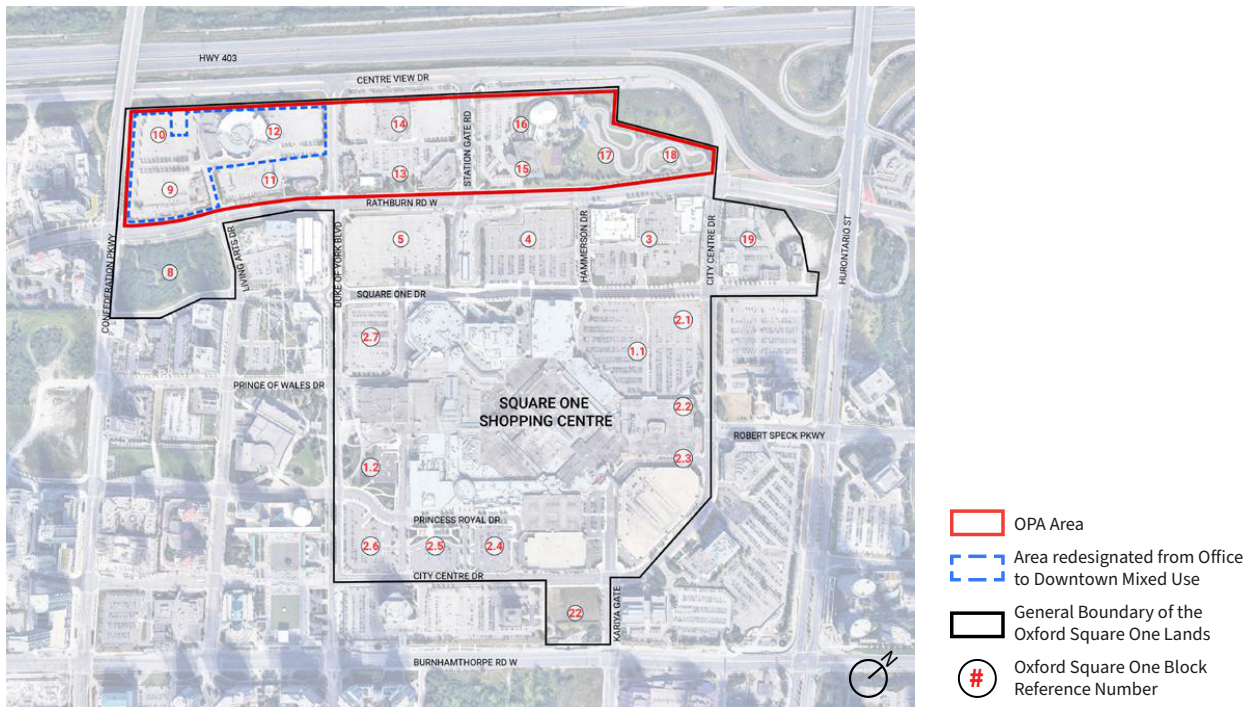 HWY 403
CENTRE VIEW DR
10
12
14
STATION GATE RD
16
17
18
15
13
11
9
RATHBURN RD W
CONFEDERATION PKWY
8
LIVING ARTS DR
DUKE OF YORK BLVD
5
4
HAMMERSON DR
3
CITY CENTRE DR
19
HURONTARIO ST
SQUARE ONE DR
2.7
2.1
1.1
PRINCE OF WALES DR
SQUARE ONE
SHOPPING CENTRE
2.2
ROBERT SPECK PKWY
2.3
1.2
PRINCESS ROYAL DR
2.6
2.5
2.4
CITY CENTRE DR
22
KARIYA GATE
BURNHAMTHORPE RD W
N
OPA Area
Area redesignated from Office
to Downtown Mixed Use
General Boundary of the
Oxford Square One Lands
#
Oxford Square One Block
Reference Number